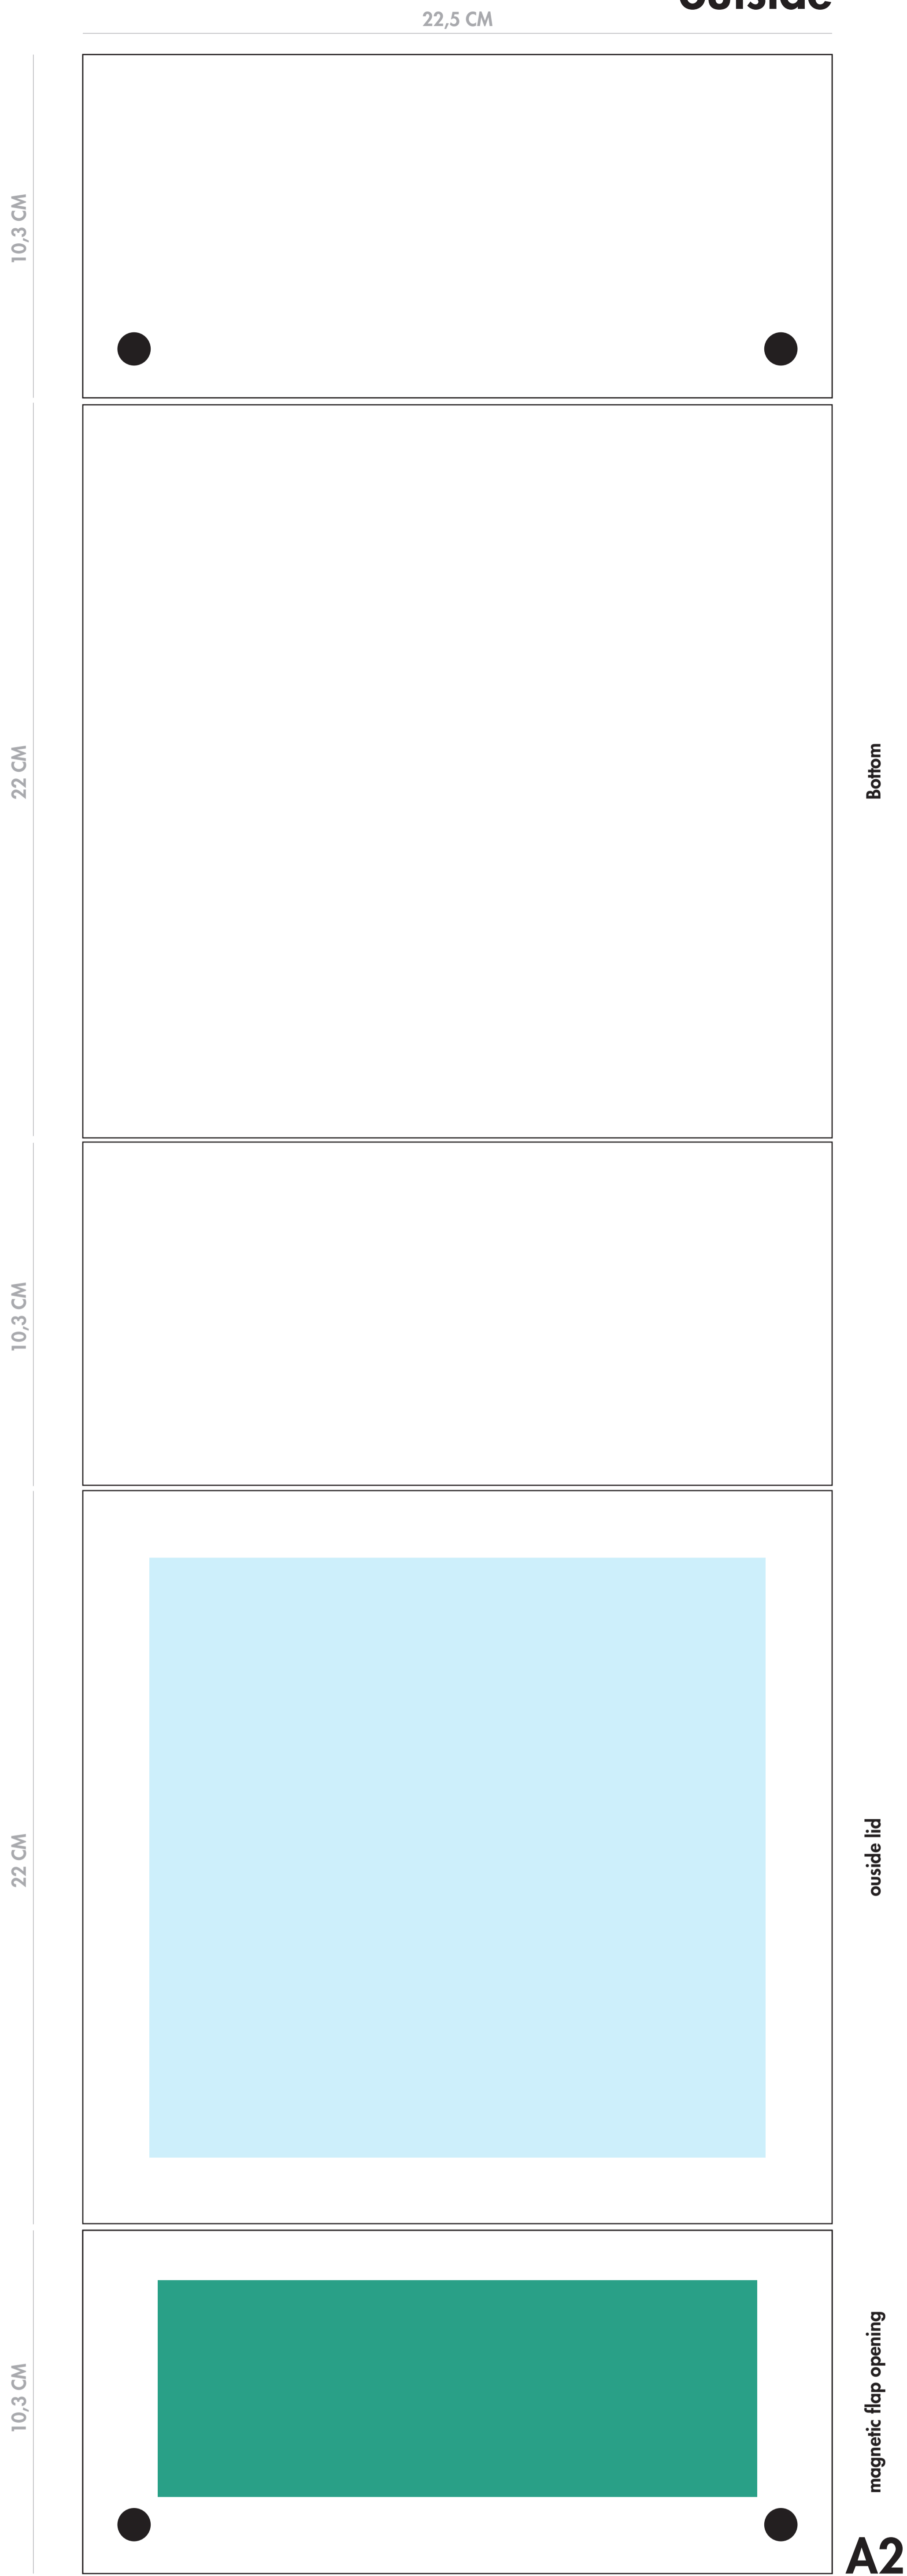 outside
22,5 CM
10,3 CM
22 CM
Bottom
10,3 CM
22 CM
ouside lid
10,3 CM
magnetic flap opening
A2